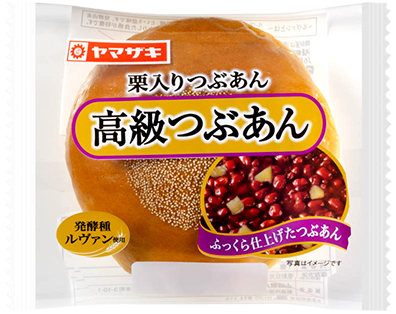 ヤマザキ
栗入りつぶあん
高級つぶあん
発酵種
ルヴァン使用
ふっくら仕上げたつぶあん
写真はイメージです